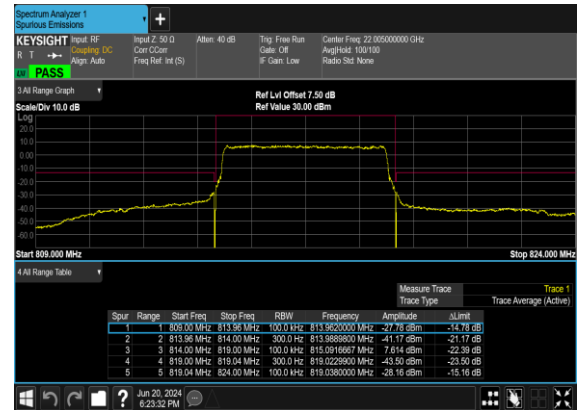 Spectrum Analyzer 1
Spurious Emissions
KEYSIGHT Input: RF Input Z: 50 Ω Atten: 40 dB Trig: Free Run Center Freq: 22.005000000 GHz
R T Coupling: DC Corr CCorr Gate: Off Avg|Hold: 100/100
Align: Auto Freq Ref: Int (S) IF Gain: Low Radio Std: None
PASS
3 All Range Graph
Ref Lvl Offset 7.50 dB
Scale/Div 10.0 dB Ref Value 30.00 dBm
Log
20.0
10.0
0.00
-10.0
-20.0
-30.0
-40.0
-50.0
-60.0
Start 809.000 MHz Stop 824.000 MHz
4 All Range Table
Measure Trace Trace 1
Trace Type Trace Average (Active)
Spur Range Start Freq Stop Freq RBW Frequency Amplitude ΔLimit
1 1 809.00 MHz 813.96 MHz 100.0 kHz 813.9620000 MHz -27.78 dBm -14.78 dB
2 2 813.96 MHz 814.00 MHz 300.0 Hz 813.9889800 MHz -41.17 dBm -21.17 dB
3 3 814.00 MHz 819.00 MHz 100.0 kHz 815.0916667 MHz 7.614 dBm -22.39 dB
4 4 819.00 MHz 819.04 MHz 300.0 Hz 819.0229900 MHz -43.50 dBm -23.50 dB
5 5 819.04 MHz 824.00 MHz 100.0 kHz 819.0380000 MHz -28.16 dBm -15.16 dB
?
Jun 20, 2024
6:23:32 PM